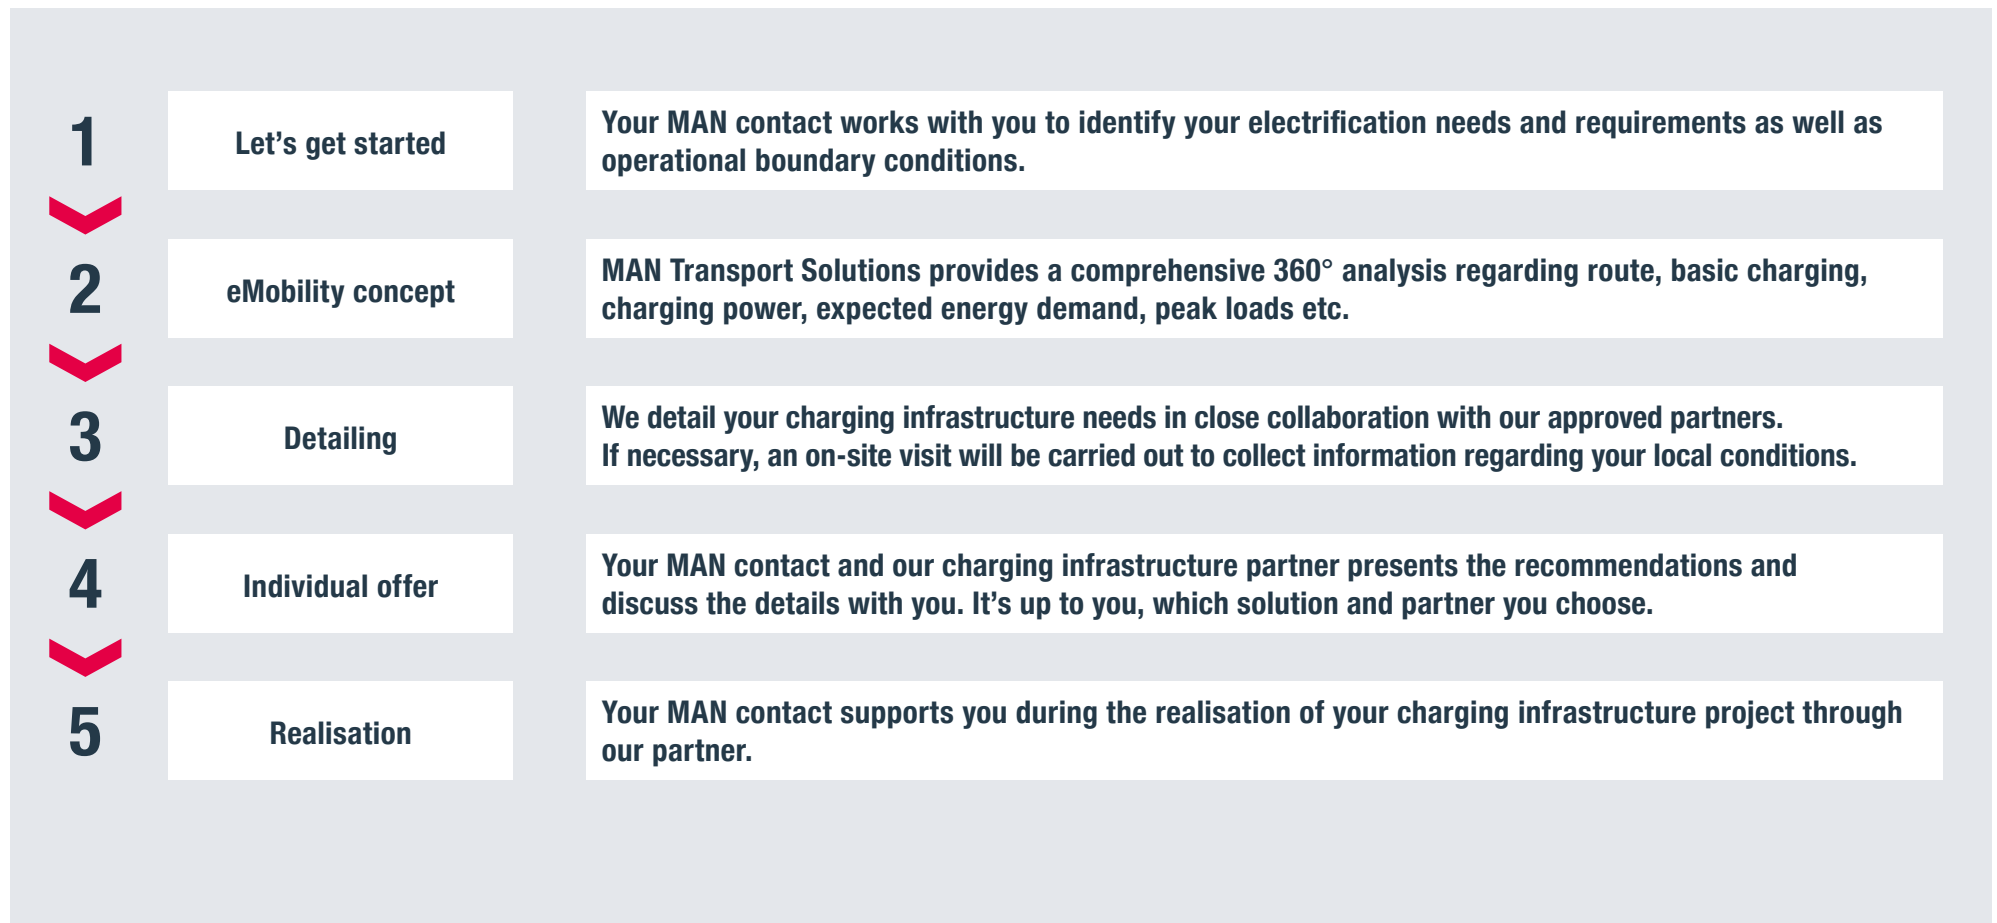 1
Let’s get started
Your MAN contact works with you to identify your electrification needs and requirements as well as
operational boundary conditions.
2
eMobility concept
MAN Transport Solutions provides a comprehensive 360° analysis regarding route, basic charging,
charging power, expected energy demand, peak loads etc.
3
Detailing
We detail your charging infrastructure needs in close collaboration with our approved partners.
If necessary, an on-site visit will be carried out to collect information regarding your local conditions.
4
Individual offer
Your MAN contact and our charging infrastructure partner presents the recommendations and
discuss the details with you. It’s up to you, which solution and partner you choose.
5
Realisation
Your MAN contact supports you during the realisation of your charging infrastructure project through
our partner.